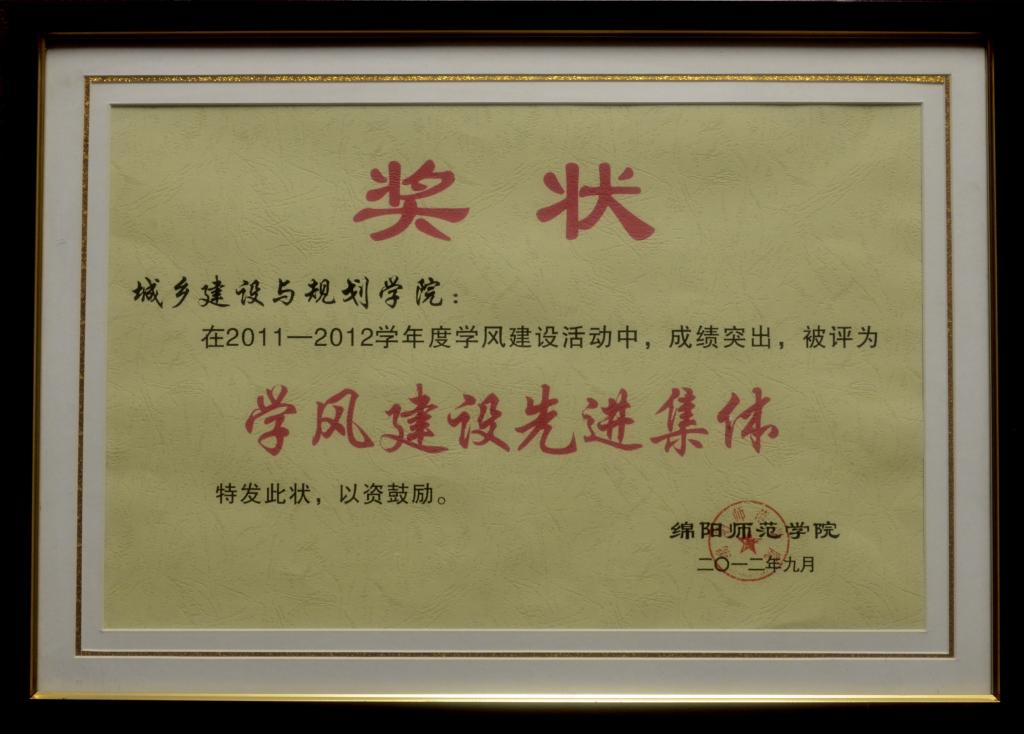 奖状
城乡建设与规划学院：
在2011—2012学年度学风建设活动中，成绩突出，被评为
学风建设先进集体
特发此状，以资鼓励。
绵阳师范学院
二〇一二年九月